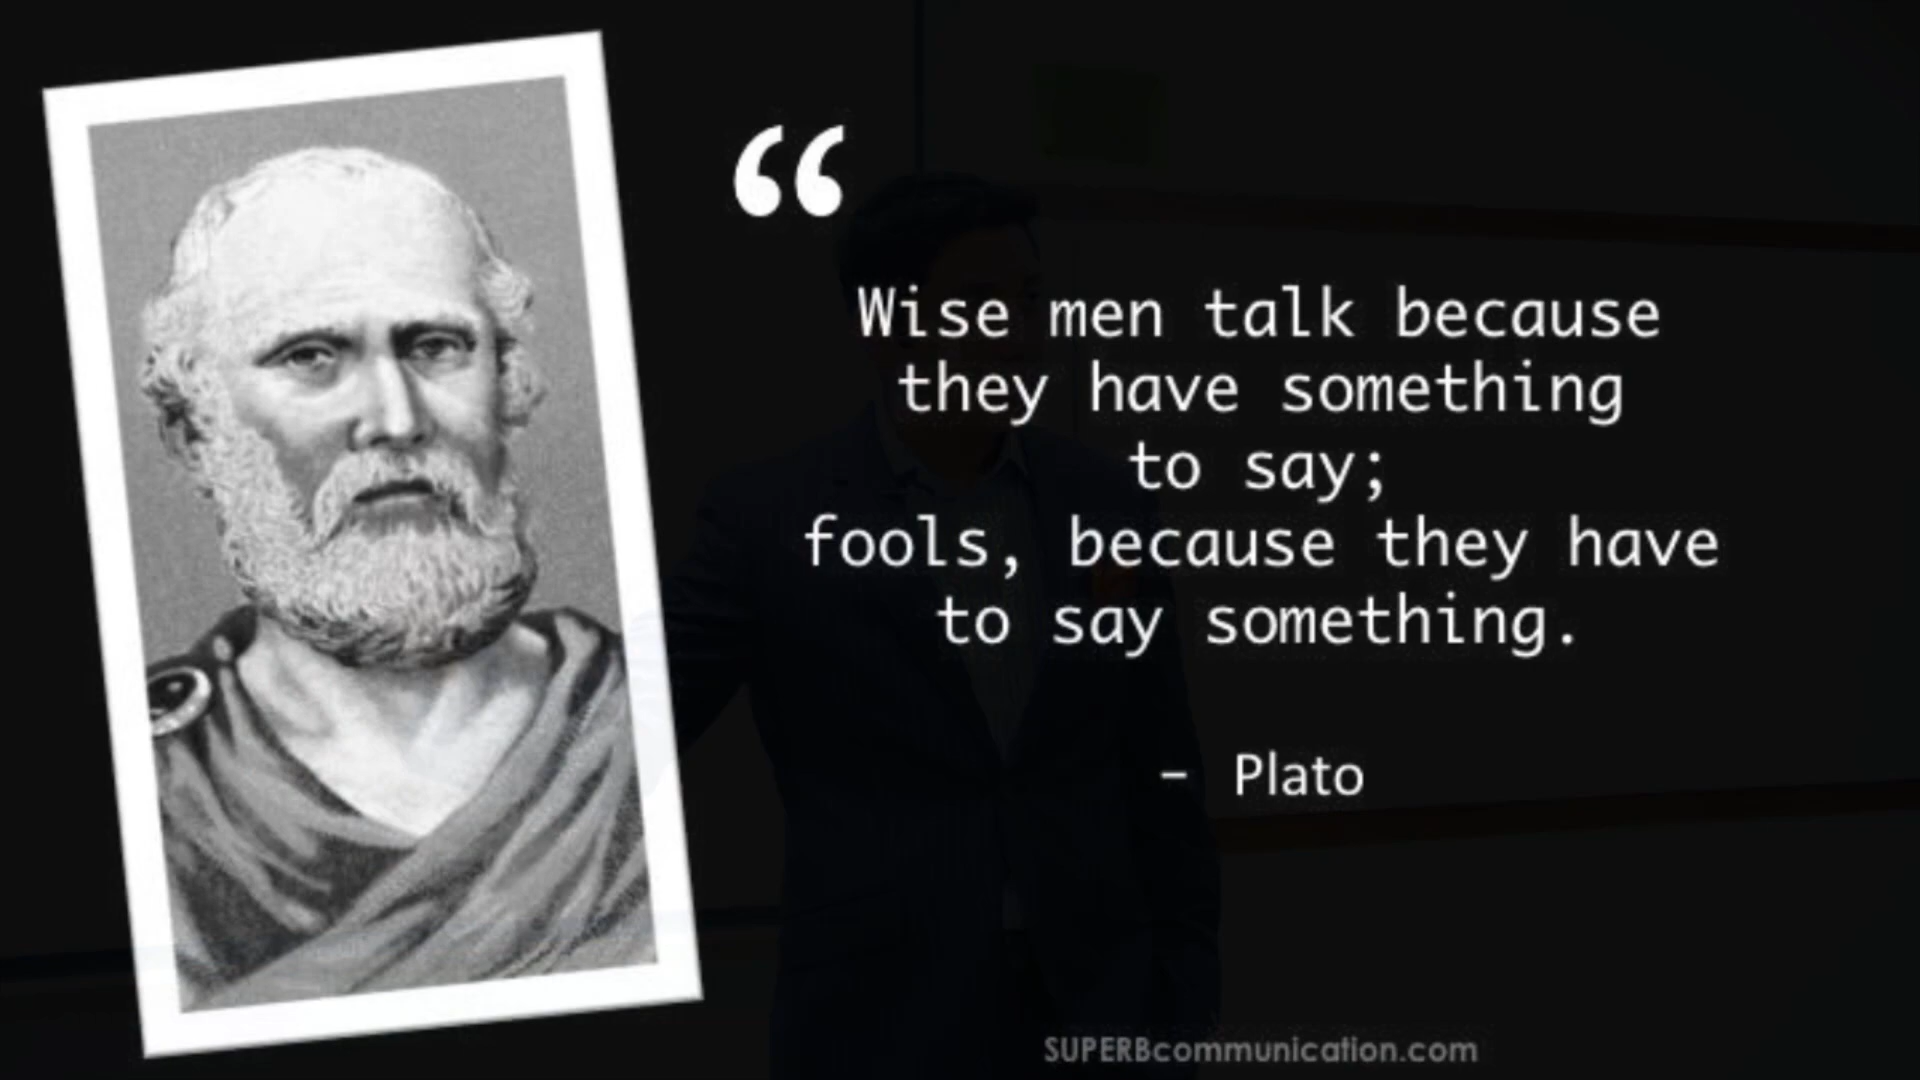 “
Wise men talk because
they have something
to say;
fools, because they have
to say something.
– Plato
SUPERBcommunication.com